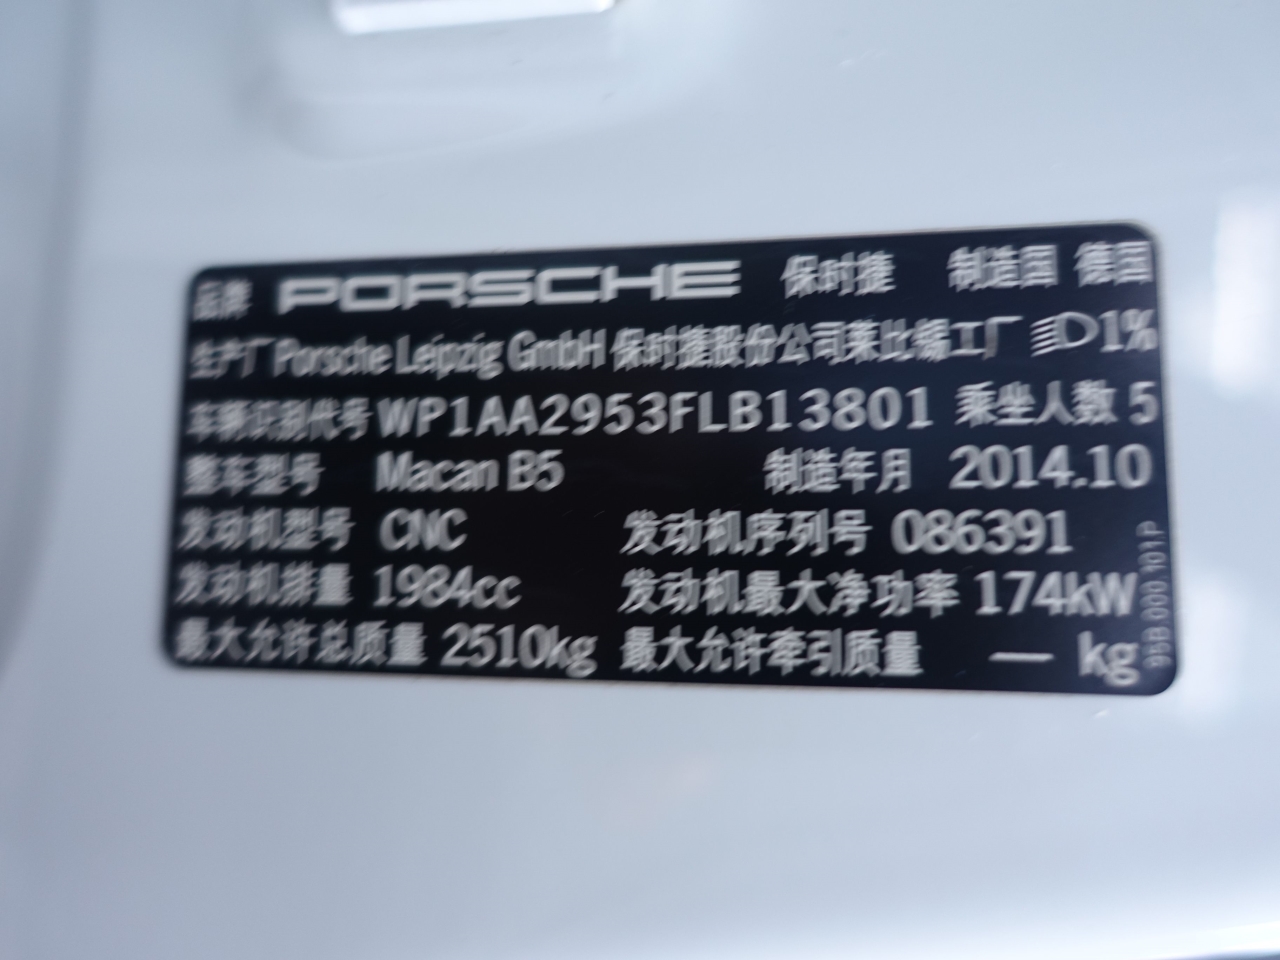 品牌 PORSCHE 保时捷 制造国 德国
生产厂 Porsche Leipzig GmbH 保时捷股份公司莱比锡工厂 1%
车辆识别代号 WP1AA2953FLB13801 乘坐人数 5
整车型号 Macan B5 制造年月 2014.10
发动机型号 CNC 发动机序列号 086391
发动机排量 1984cc 发动机最大净功率 174kW
最大允许总质量 2510kg 最大允许牵引质量 — kg
95B.000.101.P